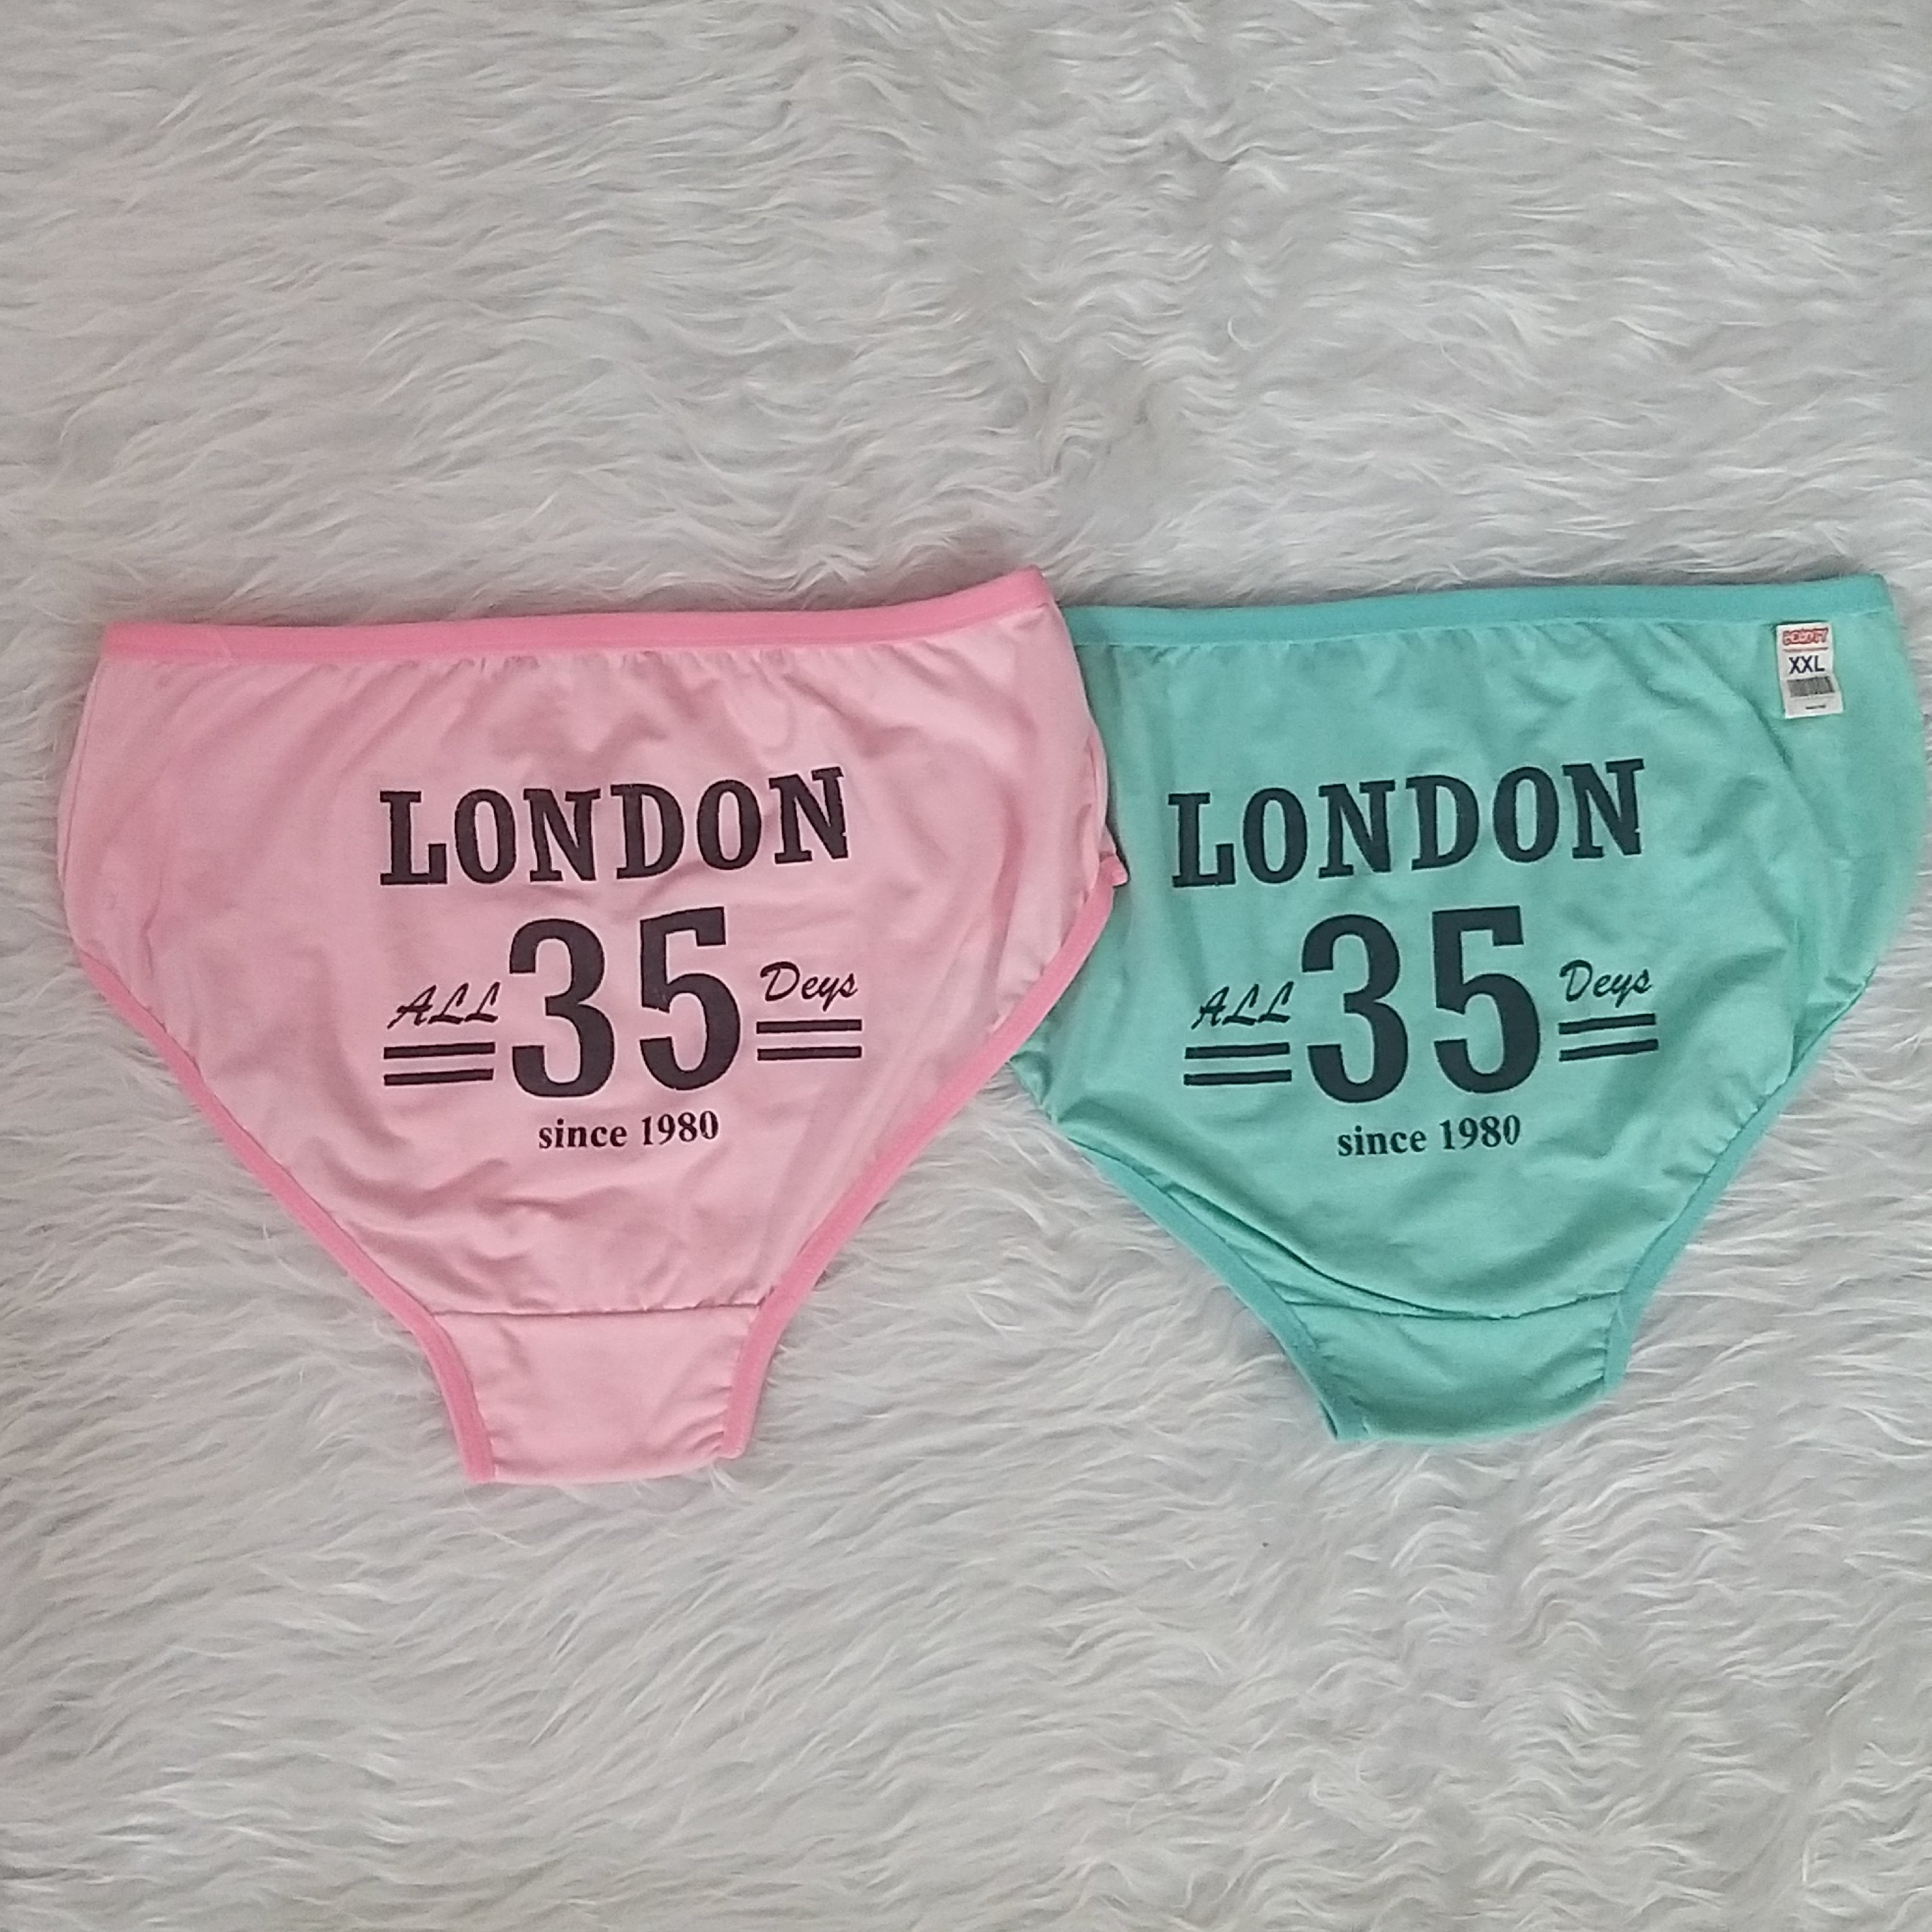 LONDON
ALL 35 Deys
since 1980
LONDON
ALL 35 Deys
since 1980
XXL